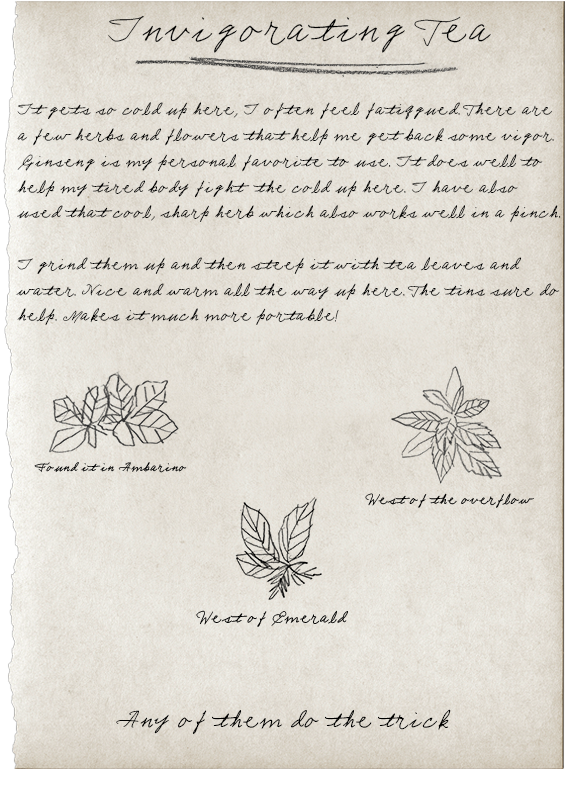 Invigorating Tea
It gets so cold up here, I often feel fatigqued.There are
a few herbs and flowers that help me get back some vigor.
Ginseng is my personal favorite to use. It does well to
help my tired body fight the cold up here. I have also
used that cool, sharp herb which also works well in a pinch.
I grind them up and then steep it with tea leaves and
water. Nice and warm all the way up here.The tins sure do
help. Makes it much more portable!
Found it in Ambarino
West of the overflow
West of Emerald
Any of them do the trick